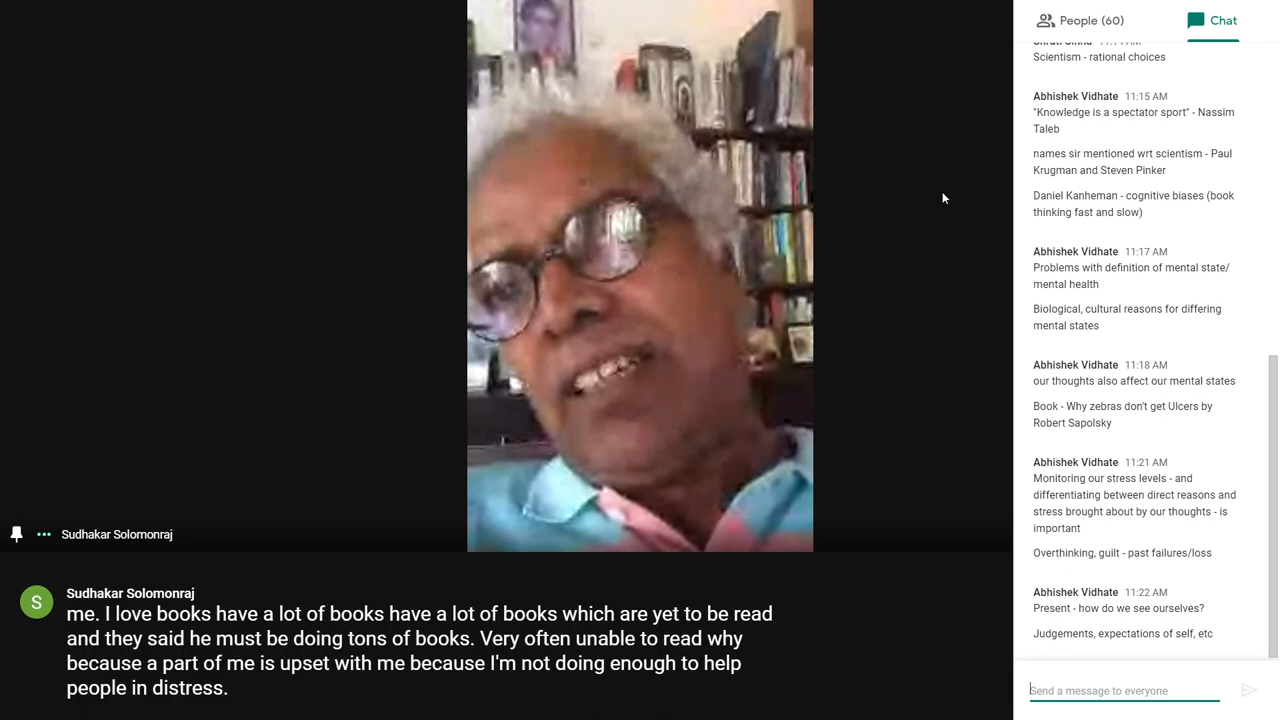 People (60)
Chat
11:14 AM
Scientism - rational choices
Abhishek Vidhate 11:15 AM
"Knowledge is a spectator sport" - Nassim
Taleb
names sir mentioned wrt scientism - Paul
Krugman and Steven Pinker
Daniel Kanheman - cognitive biases (book
thinking fast and slow)
Abhishek Vidhate 11:17 AM
Problems with definition of mental state/
mental health
Biological, cultural reasons for differing
mental states
Abhishek Vidhate 11:18 AM
our thoughts also affect our mental states
Book - Why zebras don't get Ulcers by
Robert Sapolsky
Abhishek Vidhate 11:21 AM
Monitoring our stress levels - and
differentiating between direct reasons and
stress brought about by our thoughts - is
important
Overthinking, guilt - past failures/loss
Abhishek Vidhate 11:22 AM
Present - how do we see ourselves?
Judgements, expectations of self, etc
Send a message to everyone
Sudhakar Solomonraj
S
Sudhakar Solomonraj
me. I love books have a lot of books have a lot of books which are yet to be read
and they said he must be doing tons of books. Very often unable to read why
because a part of me is upset with me because I'm not doing enough to help
people in distress.